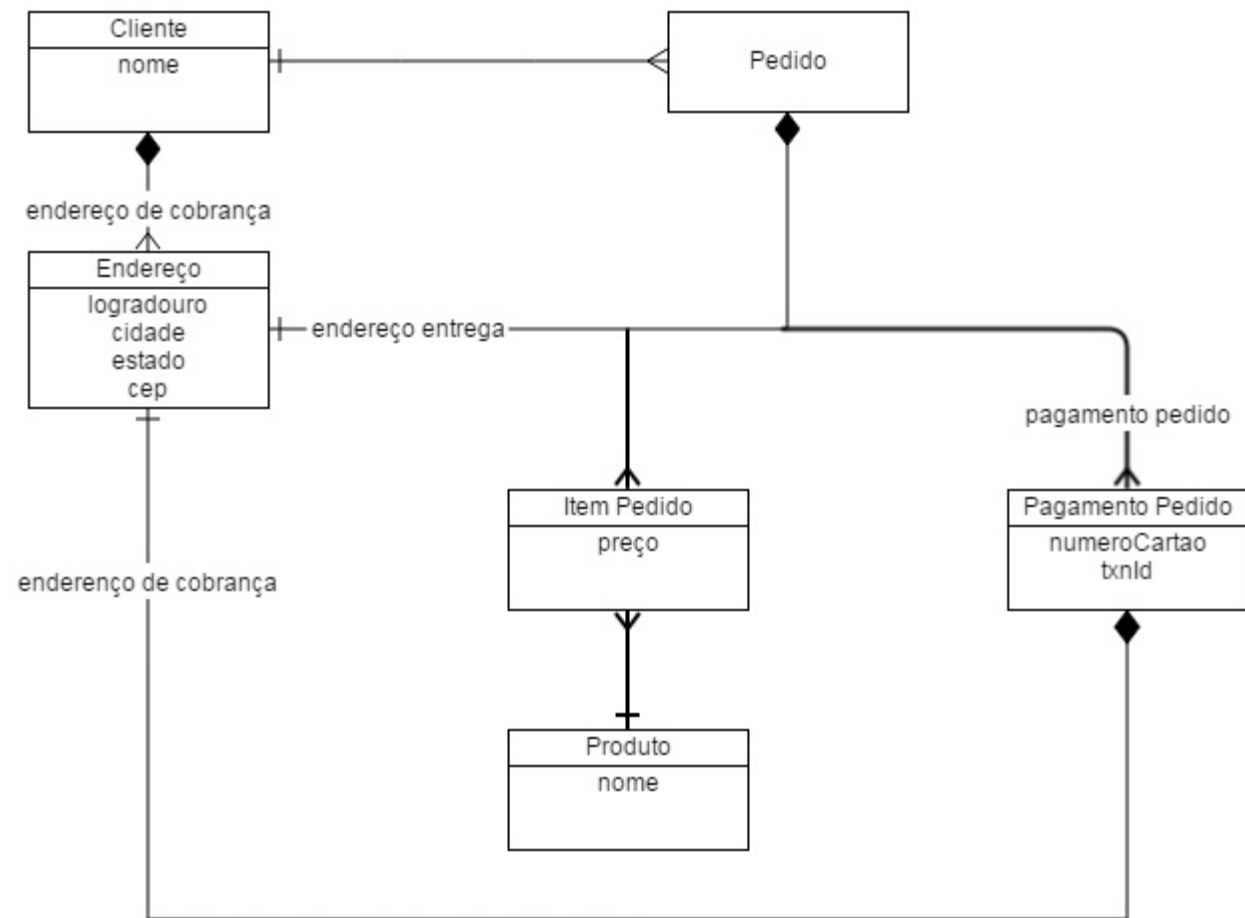 Cliente
nome
Pedido
endereço de cobrança
Endereço
logradouro
cidade
estado
cep
endereço entrega
pagamento pedido
Item Pedido
preço
Pagamento Pedido
numeroCartao
txnId
enderenço de cobrança
Produto
nome